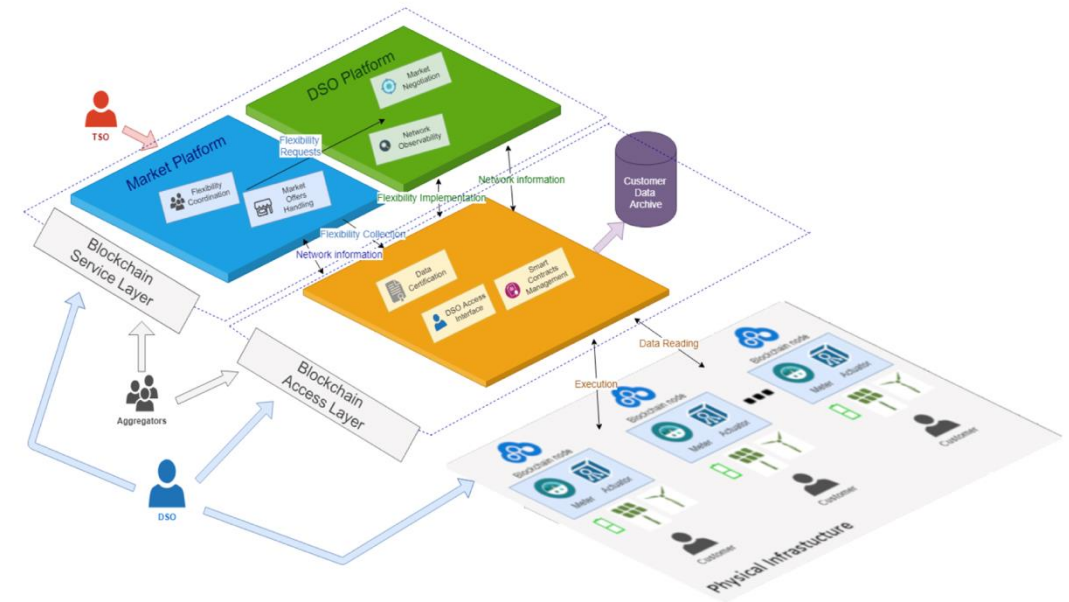 DSO Platform
Market
Negotiation
Network
Observability
TSO
Market Platform
Flexibility
Requests
Flexibility
Coordination
Market
Offers
Handling
Network information
Flexibility Implementation
Flexibility Collection
Network information
Customer
Data
Archive
Blockchain
Service Layer
Data
Certification
Smart
Contracts
Management
DSO Access
Interface
Blockchain
Access Layer
Aggregators
DSO
Data Reading
Execution
Blockchain node
Meter
Actuator
Customer
Blockchain node
Meter
Actuator
Customer
Blockchain node
Meter
Actuator
Customer
Physical Infrastucture